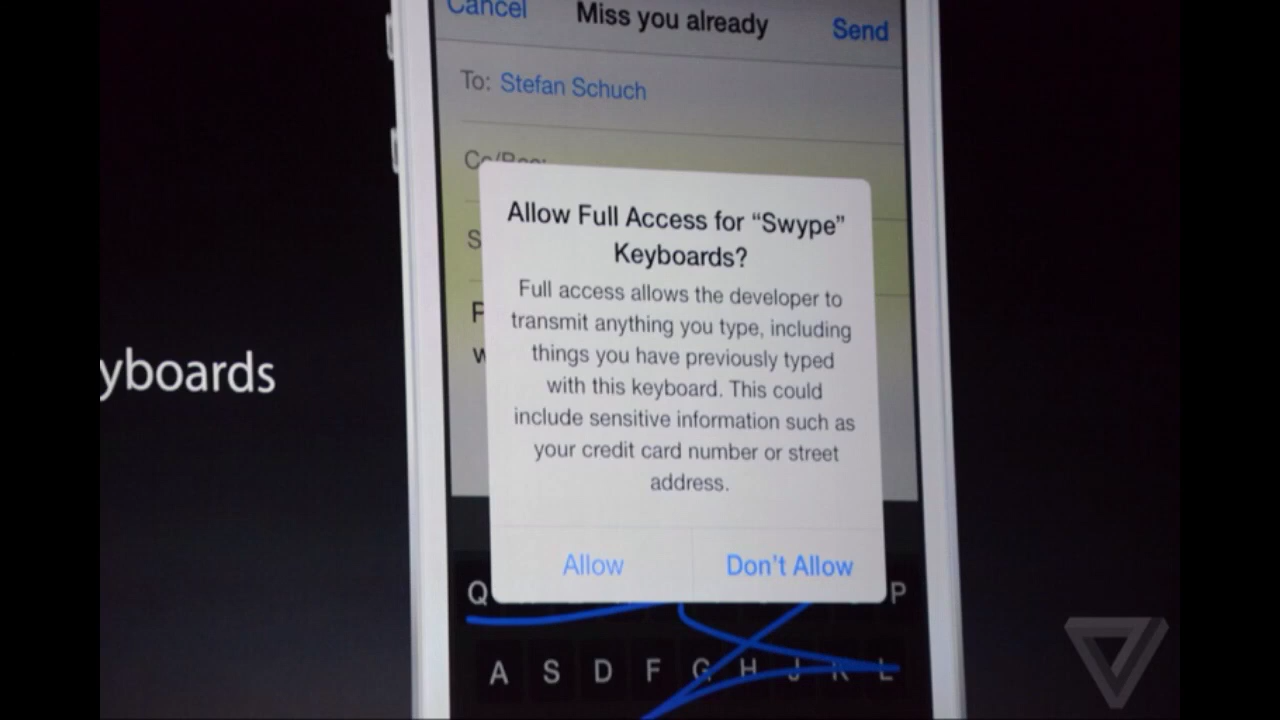 Cancel Miss you already Send
To: Stefan Schuch
Cc/Bcc:
S
Allow Full Access for “Swype”
Keyboards?
Full access allows the developer to
transmit anything you type, including
things you have previously typed
with this keyboard. This could
include sensitive information such as
your credit card number or street
address.
Allow Don't Allow
yboards
Q P
A S D F G H J K L